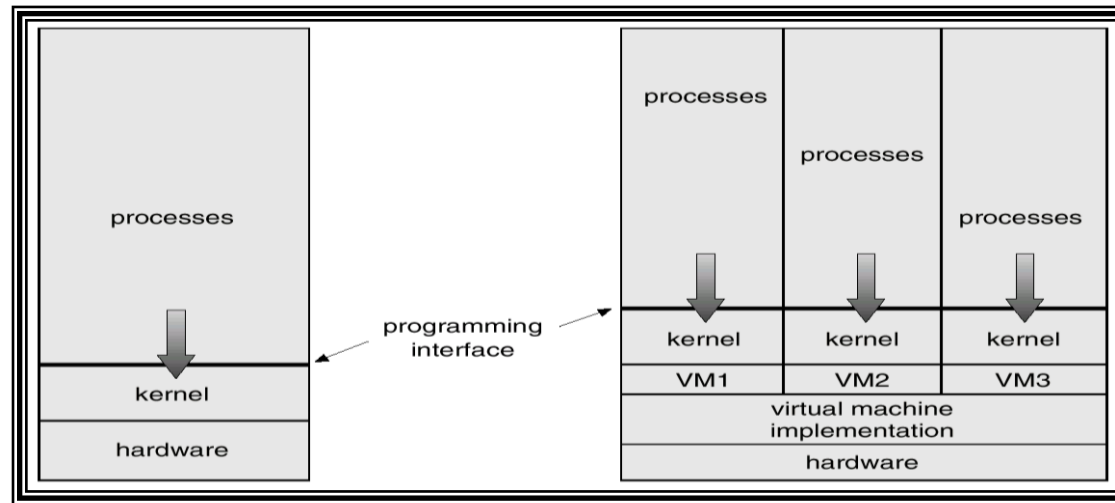 processes
kernel
hardware
programming
interface
processes
processes
processes
kernel
kernel
kernel
VM1
VM2
VM3
virtual machine
implementation
hardware